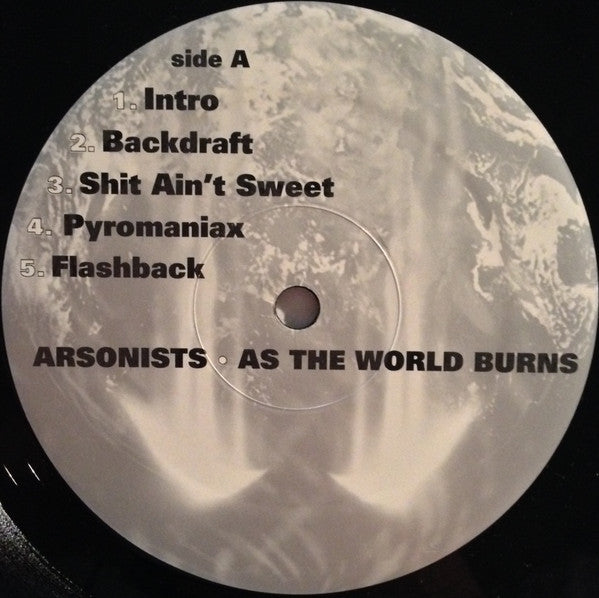 side A
1. Intro
2. Backdraft
3. Shit Ain't Sweet
4. Pyromaniax
5. Flashback
ARSONISTS • AS THE WORLD BURNS